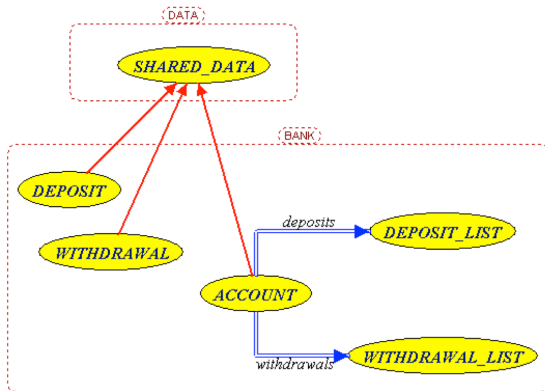 DATA
SHARED_DATA
BANK
DEPOSIT
deposits
DEPOSIT_LIST
WITHDRAWAL
ACCOUNT
withdrawals
WITHDRAWAL_LIST